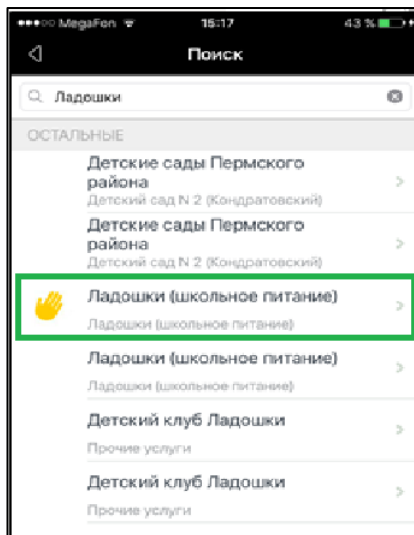 MegaFon 15:17 43 %
Поиск
Ладошки
ОСТАЛЬНЫЕ
Детские сады Пермского
района
Детский сад N 2 (Кондратовский)
Детские сады Пермского
района
Детский сад N 2 (Кондратовский)
Ладошки (школьное питание)
Ладошки (школьное питание)
Ладошки (школьное питание)
Ладошки (школьное питание)
Детский клуб Ладошки
Прочие услуги
Детский клуб Ладошки
Прочие услуги